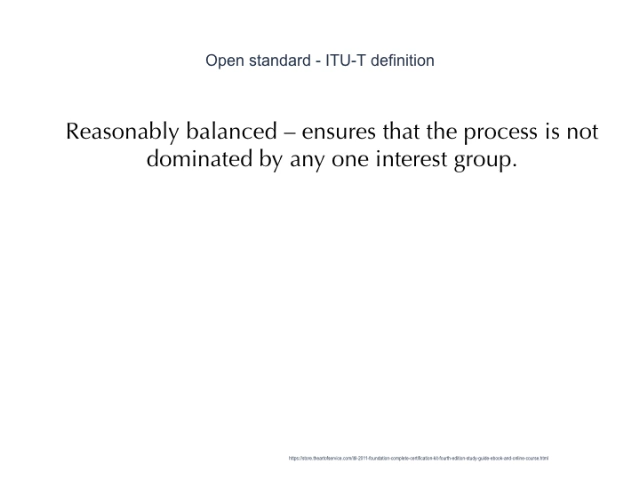 Open standard - ITU-T definition
Reasonably balanced – ensures that the process is not
dominated by any one interest group.